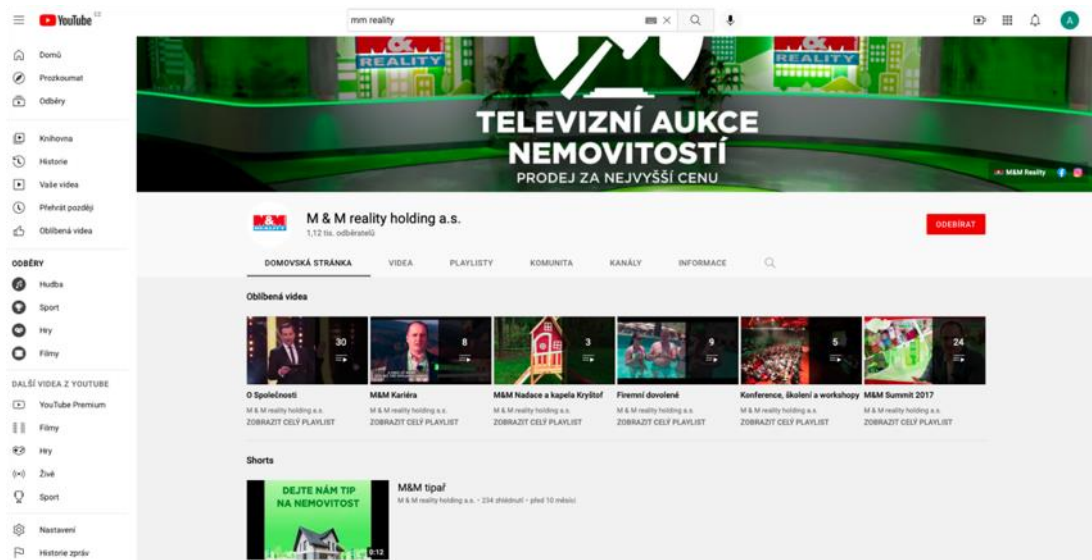 YouTube CZ
mm reality
A
Domů
Prozkoumat
Odběry
Knihovna
Historie
Vaše videa
Přehrát později
Oblíbená videa
ODBĚRY
Hudba
Sport
Hry
Filmy
DALŠÍ VIDEA Z YOUTUBE
YouTube Premium
Filmy
Hry
Živě
Sport
Nastavení
Historie zpráv
REALITY
REALITY
TELEVIZNÍ AUKCE
NEMOVITOSTÍ
PRODEJ ZA NEJVYŠŠÍ CENU
M&M Reality
M&M
REALITY
M & M reality holding a.s.
1,12 tis. odběratelů
ODEBÍRAT
DOMOVSKÁ STRÁNKA VIDEA PLAYLISTY KOMUNITA KANÁLY INFORMACE
Oblíbená videa
30 8 3 9 5 24
O Společnosti M&M Kariéra M&M Nadace a kapela Kryštof Firemní dovolené Konference, školení a workshopy M&M Summit 2017
M & M reality holding a.s. M & M reality holding a.s. M & M reality holding a.s. M & M reality holding a.s. M & M reality holding a.s. M & M reality holding a.s.
ZOBRAZIT CELÝ PLAYLIST ZOBRAZIT CELÝ PLAYLIST ZOBRAZIT CELÝ PLAYLIST ZOBRAZIT CELÝ PLAYLIST ZOBRAZIT CELÝ PLAYLIST ZOBRAZIT CELÝ PLAYLIST
Shorts
DEJTE NÁM TIP
NA NEMOVITOST
0:12
M&M tipař
M & M reality holding a.s. • 234 zhlédnutí • před 10 měsíci